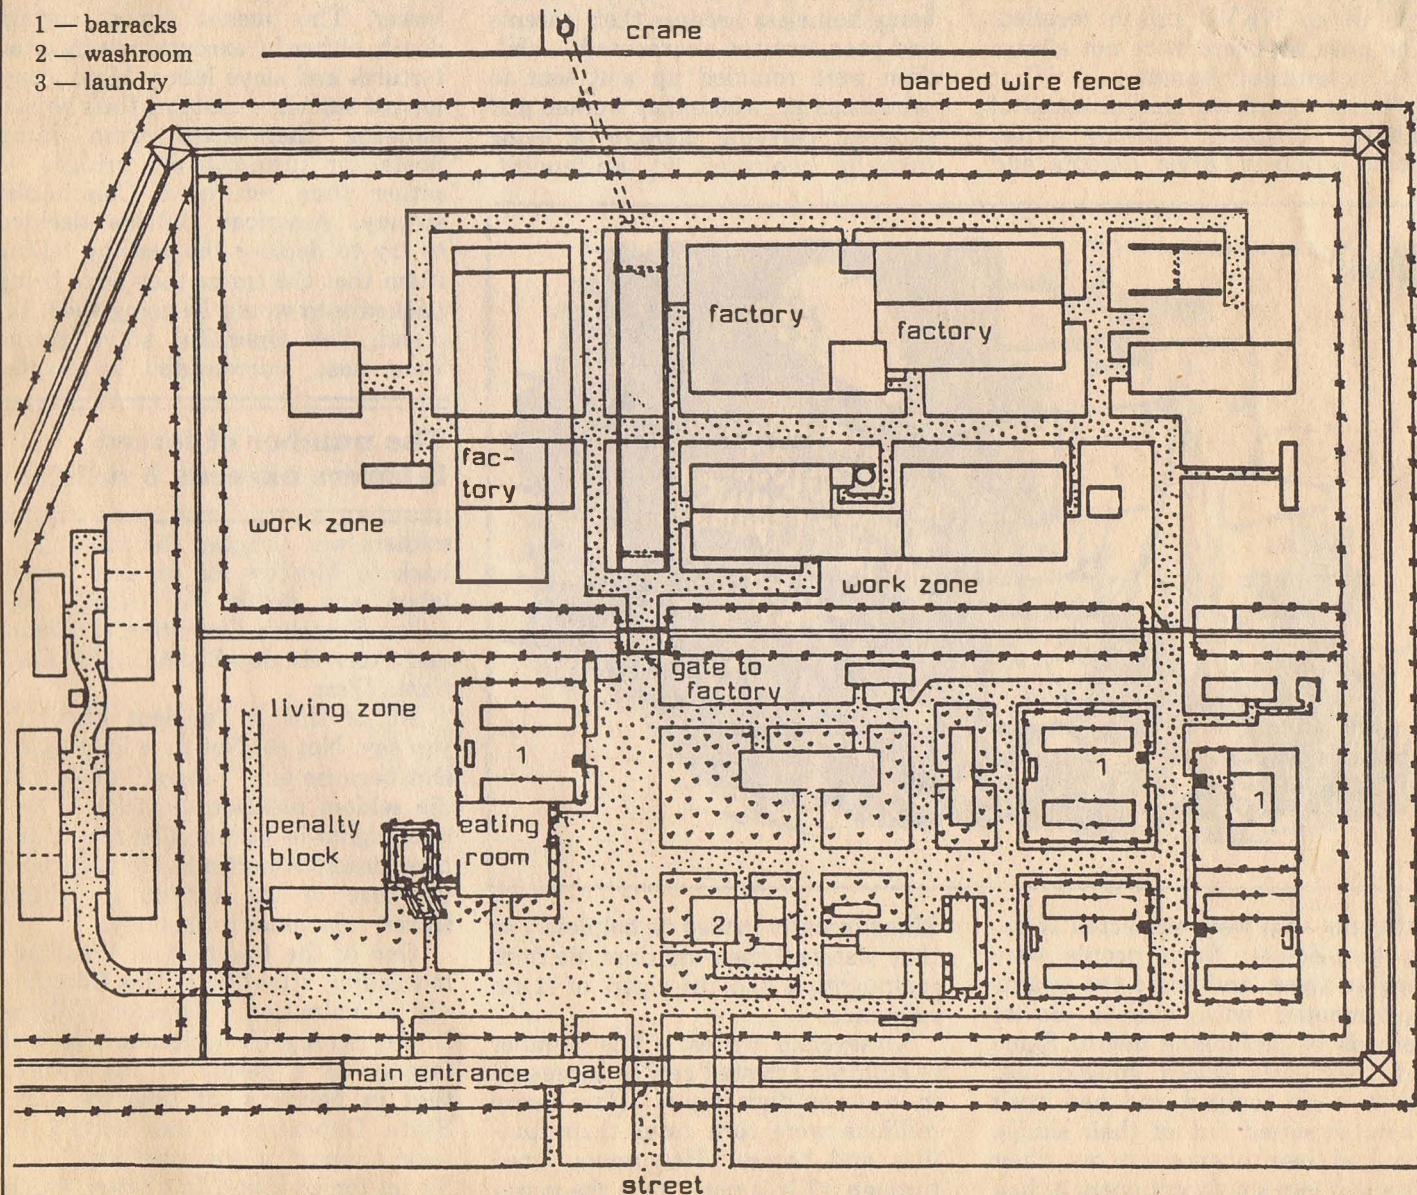 1 — barracks
2 — washroom
3 — laundry
crane
barbed wire fence
factory
factory
fac-
tory
work zone
work zone
gate to
factory
living zone
1
1
1
penalty
block
eating
room
2
3
main entrance gate
street